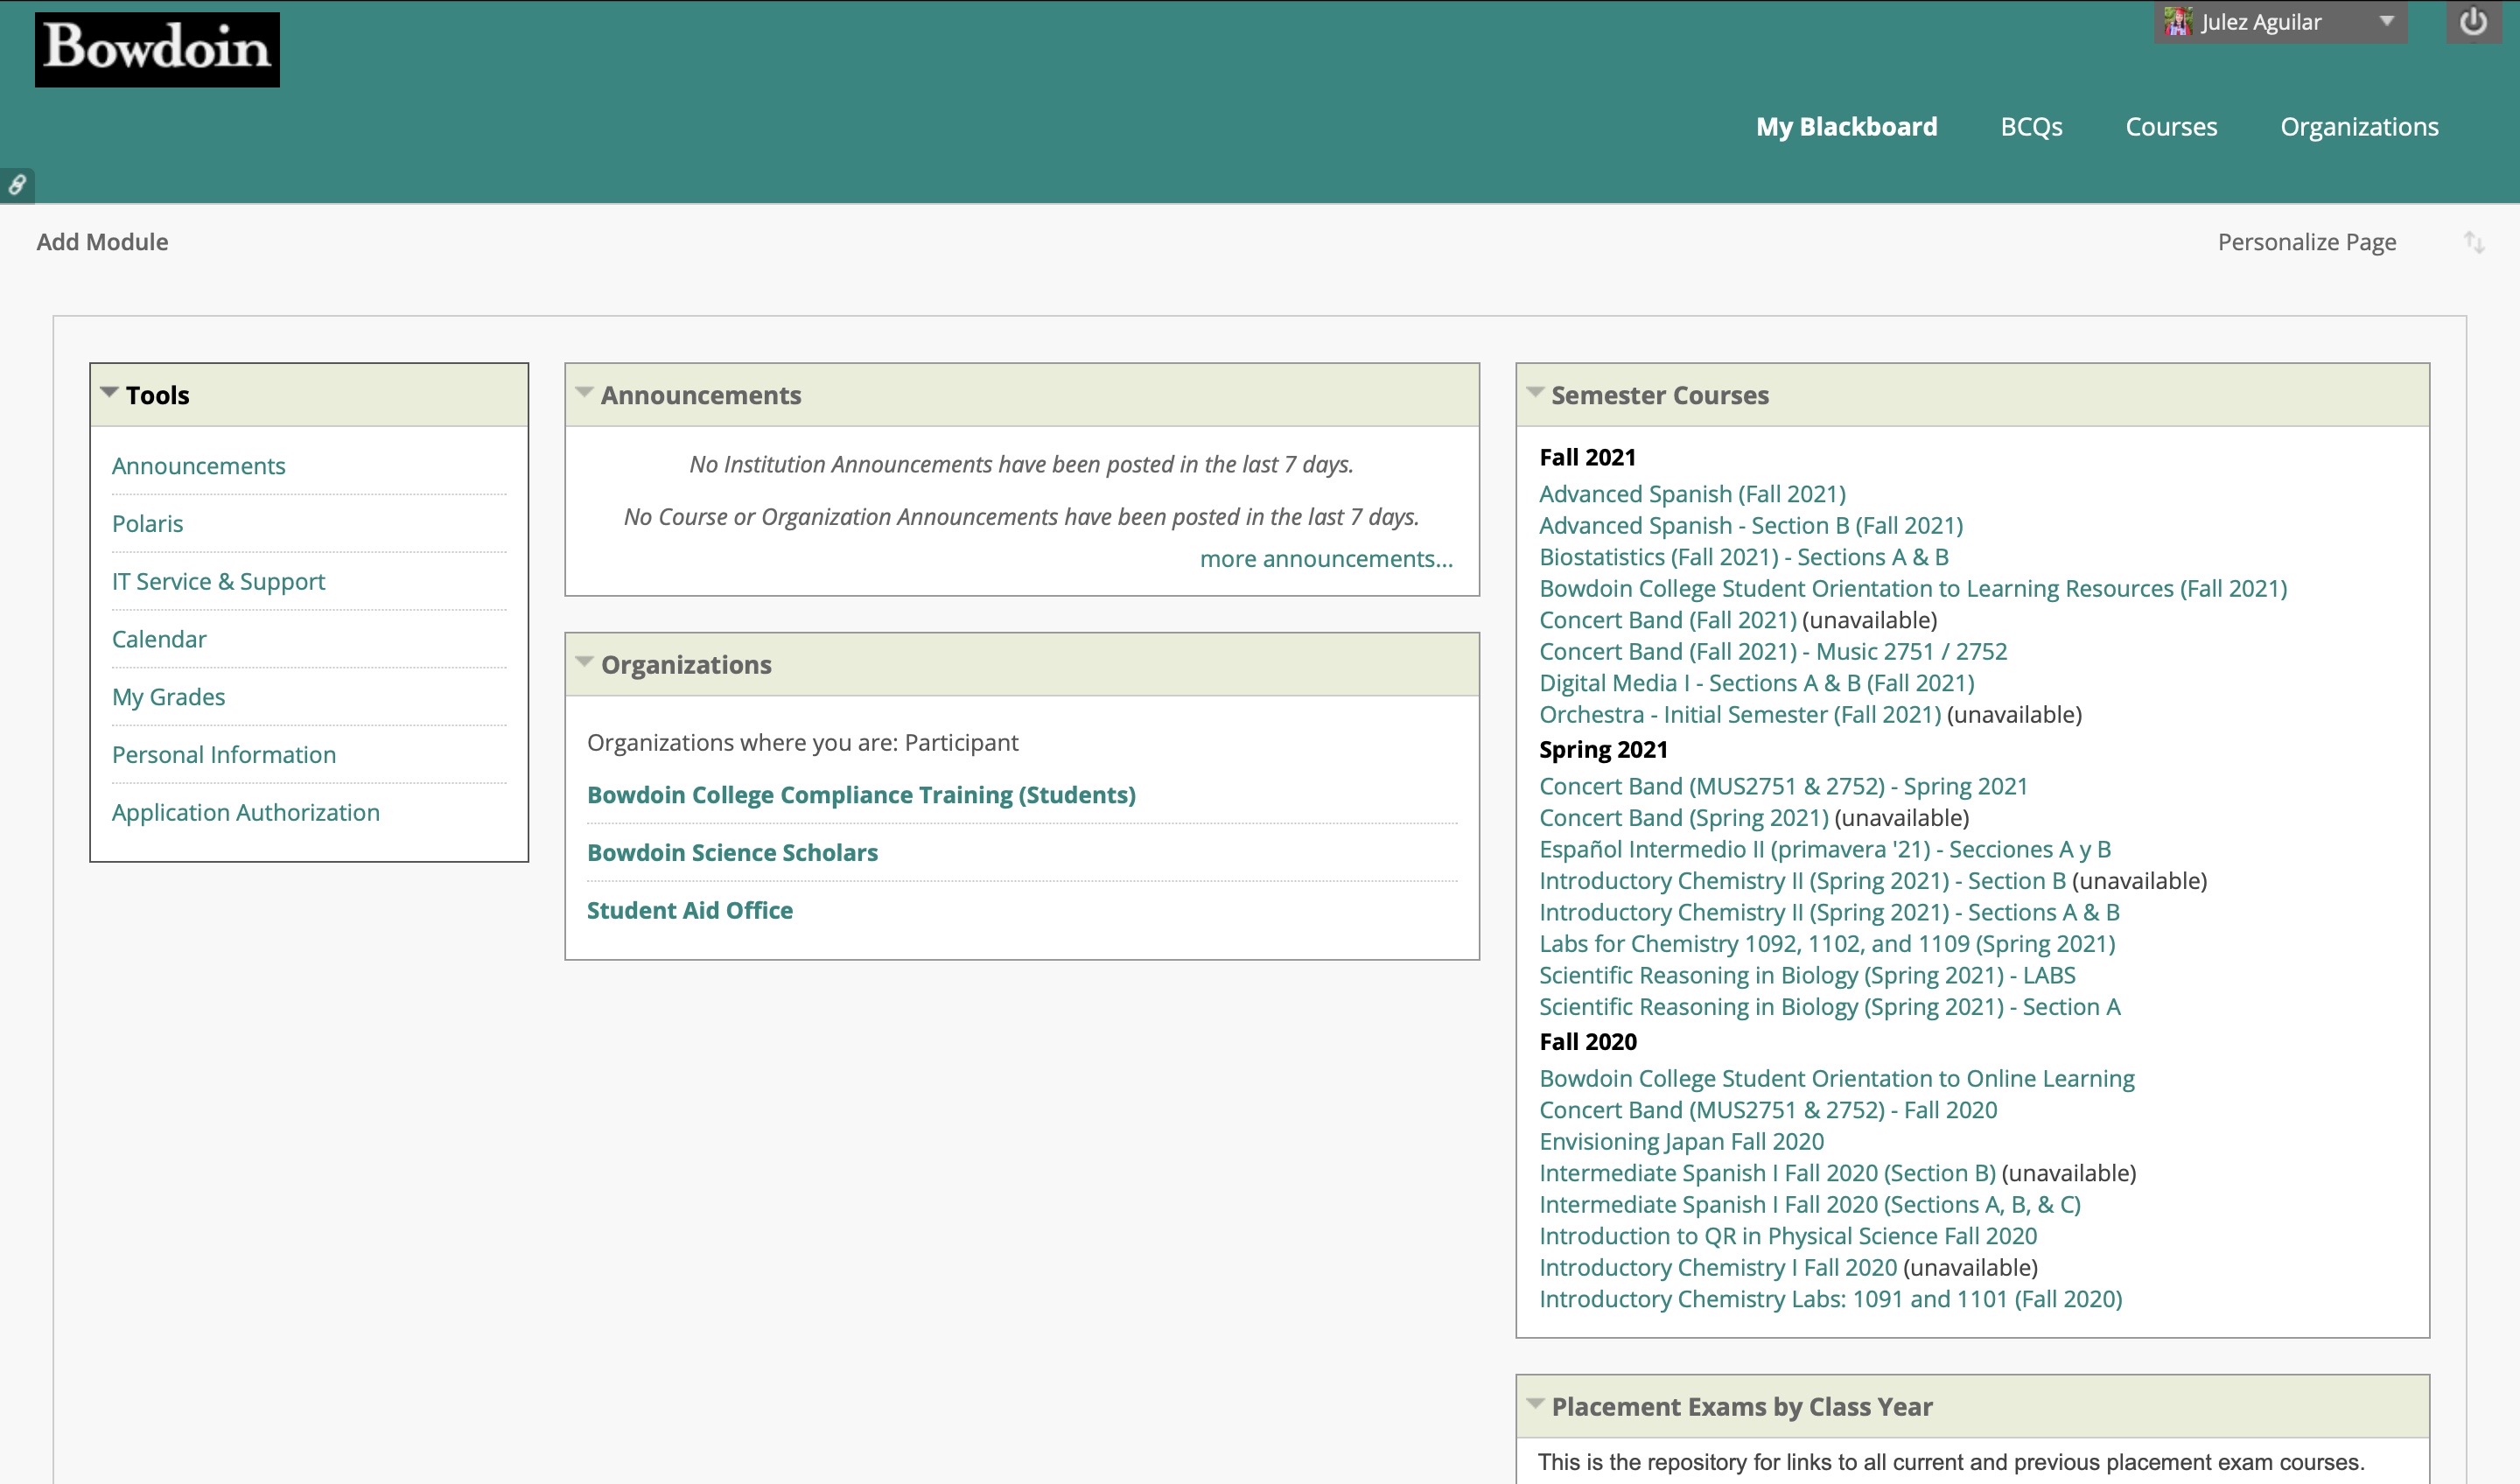 Bowdoin
Julez Aguilar
My Blackboard BCQs Courses Organizations
Add Module
Personalize Page
Tools
Announcements
Polaris
IT Service & Support
Calendar
My Grades
Personal Information
Application Authorization
Announcements
No Institution Announcements have been posted in the last 7 days.
No Course or Organization Announcements have been posted in the last 7 days.
more announcements...
Organizations
Organizations where you are: Participant
Bowdoin College Compliance Training (Students)
Bowdoin Science Scholars
Student Aid Office
Semester Courses
Fall 2021
Advanced Spanish (Fall 2021)
Advanced Spanish - Section B (Fall 2021)
Biostatistics (Fall 2021) - Sections A & B
Bowdoin College Student Orientation to Learning Resources (Fall 2021)
Concert Band (Fall 2021) (unavailable)
Concert Band (Fall 2021) - Music 2751 / 2752
Digital Media I - Sections A & B (Fall 2021)
Orchestra - Initial Semester (Fall 2021) (unavailable)
Spring 2021
Concert Band (MUS2751 & 2752) - Spring 2021
Concert Band (Spring 2021) (unavailable)
Español Intermedio II (primavera '21) - Secciones A y B
Introductory Chemistry II (Spring 2021) - Section B (unavailable)
Introductory Chemistry II (Spring 2021) - Sections A & B
Labs for Chemistry 1092, 1102, and 1109 (Spring 2021)
Scientific Reasoning in Biology (Spring 2021) - LABS
Scientific Reasoning in Biology (Spring 2021) - Section A
Fall 2020
Bowdoin College Student Orientation to Online Learning
Concert Band (MUS2751 & 2752) - Fall 2020
Envisioning Japan Fall 2020
Intermediate Spanish I Fall 2020 (Section B) (unavailable)
Intermediate Spanish I Fall 2020 (Sections A, B, & C)
Introduction to QR in Physical Science Fall 2020
Introductory Chemistry I Fall 2020 (unavailable)
Introductory Chemistry Labs: 1091 and 1101 (Fall 2020)
Placement Exams by Class Year
This is the repository for links to all current and previous placement exam courses.